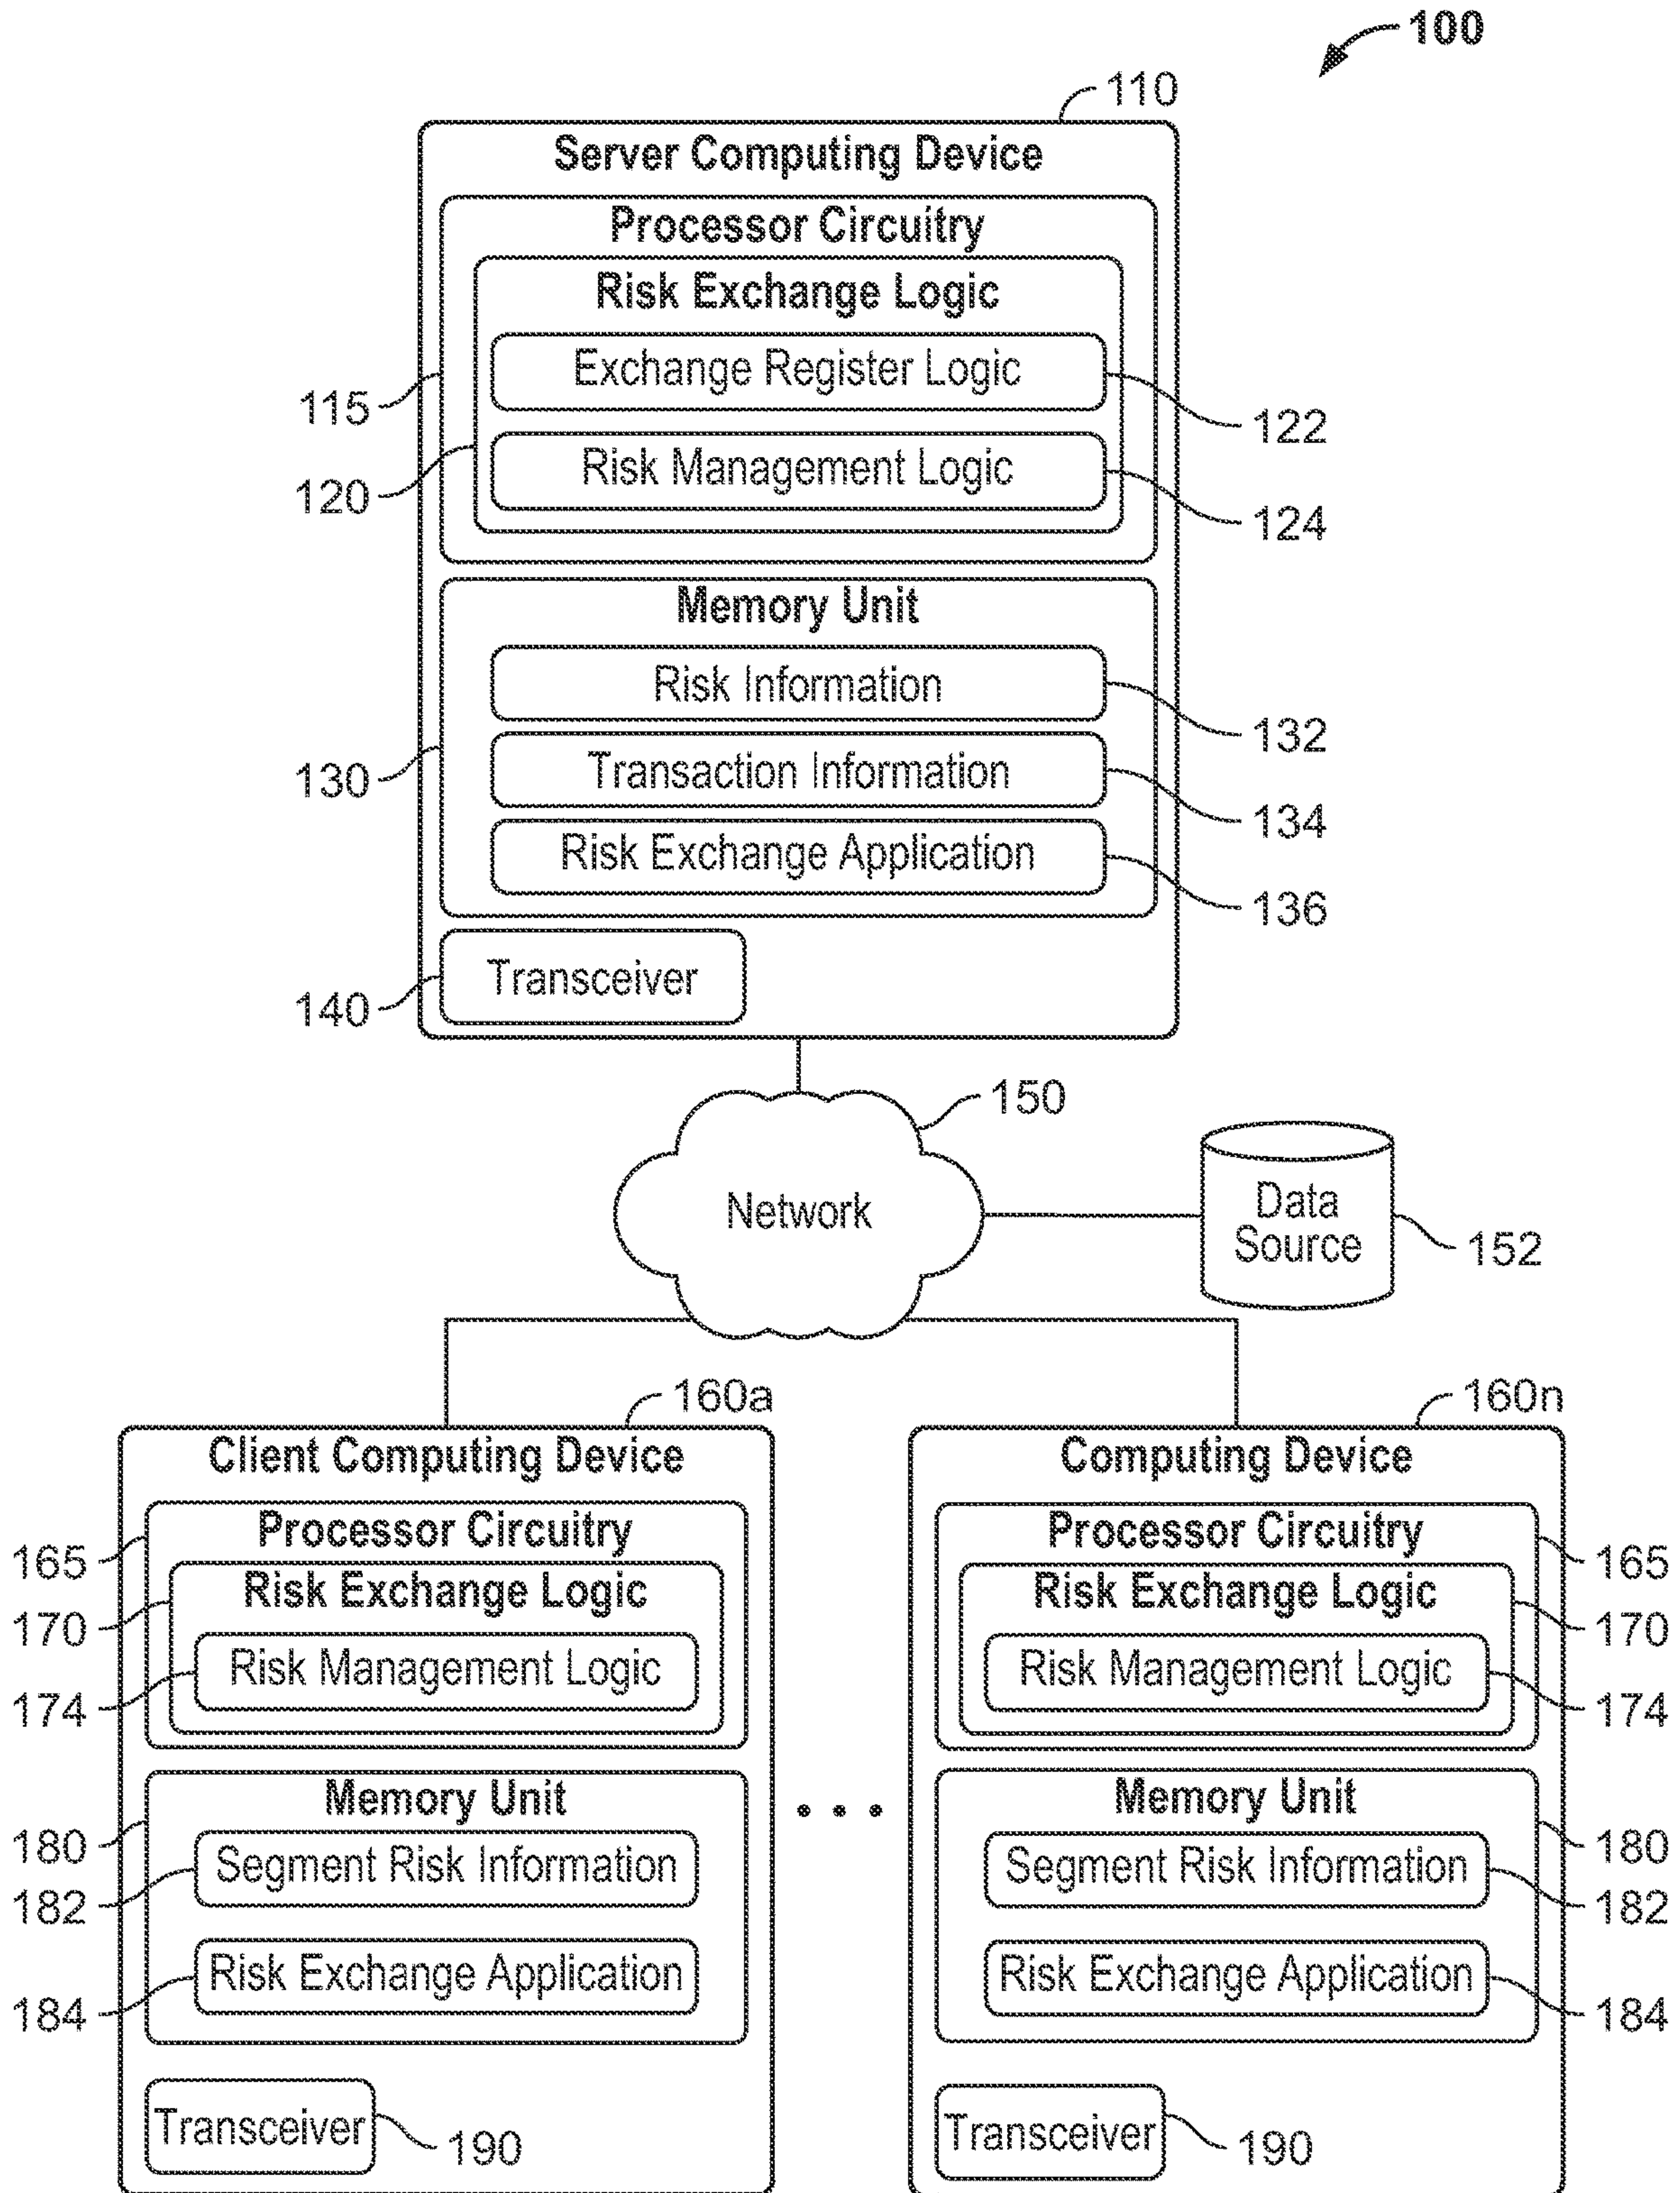 100
110
Server Computing Device
Processor Circuitry
Risk Exchange Logic
Exchange Register Logic
115
122
Risk Management Logic
120
124
Memory Unit
Risk Information
132
130
Transaction Information
134
Risk Exchange Application
136
Transceiver
140
150
Network
Data
Source
152
160a
Client Computing Device
Processor Circuitry
165
Risk Exchange Logic
170
Risk Management Logic
174
Memory Unit
180
Segment Risk Information
182
Risk Exchange Application
184
Transceiver
190
160n
Computing Device
Processor Circuitry
165
Risk Exchange Logic
170
Risk Management Logic
174
Memory Unit
180
Segment Risk Information
182
Risk Exchange Application
184
Transceiver
190